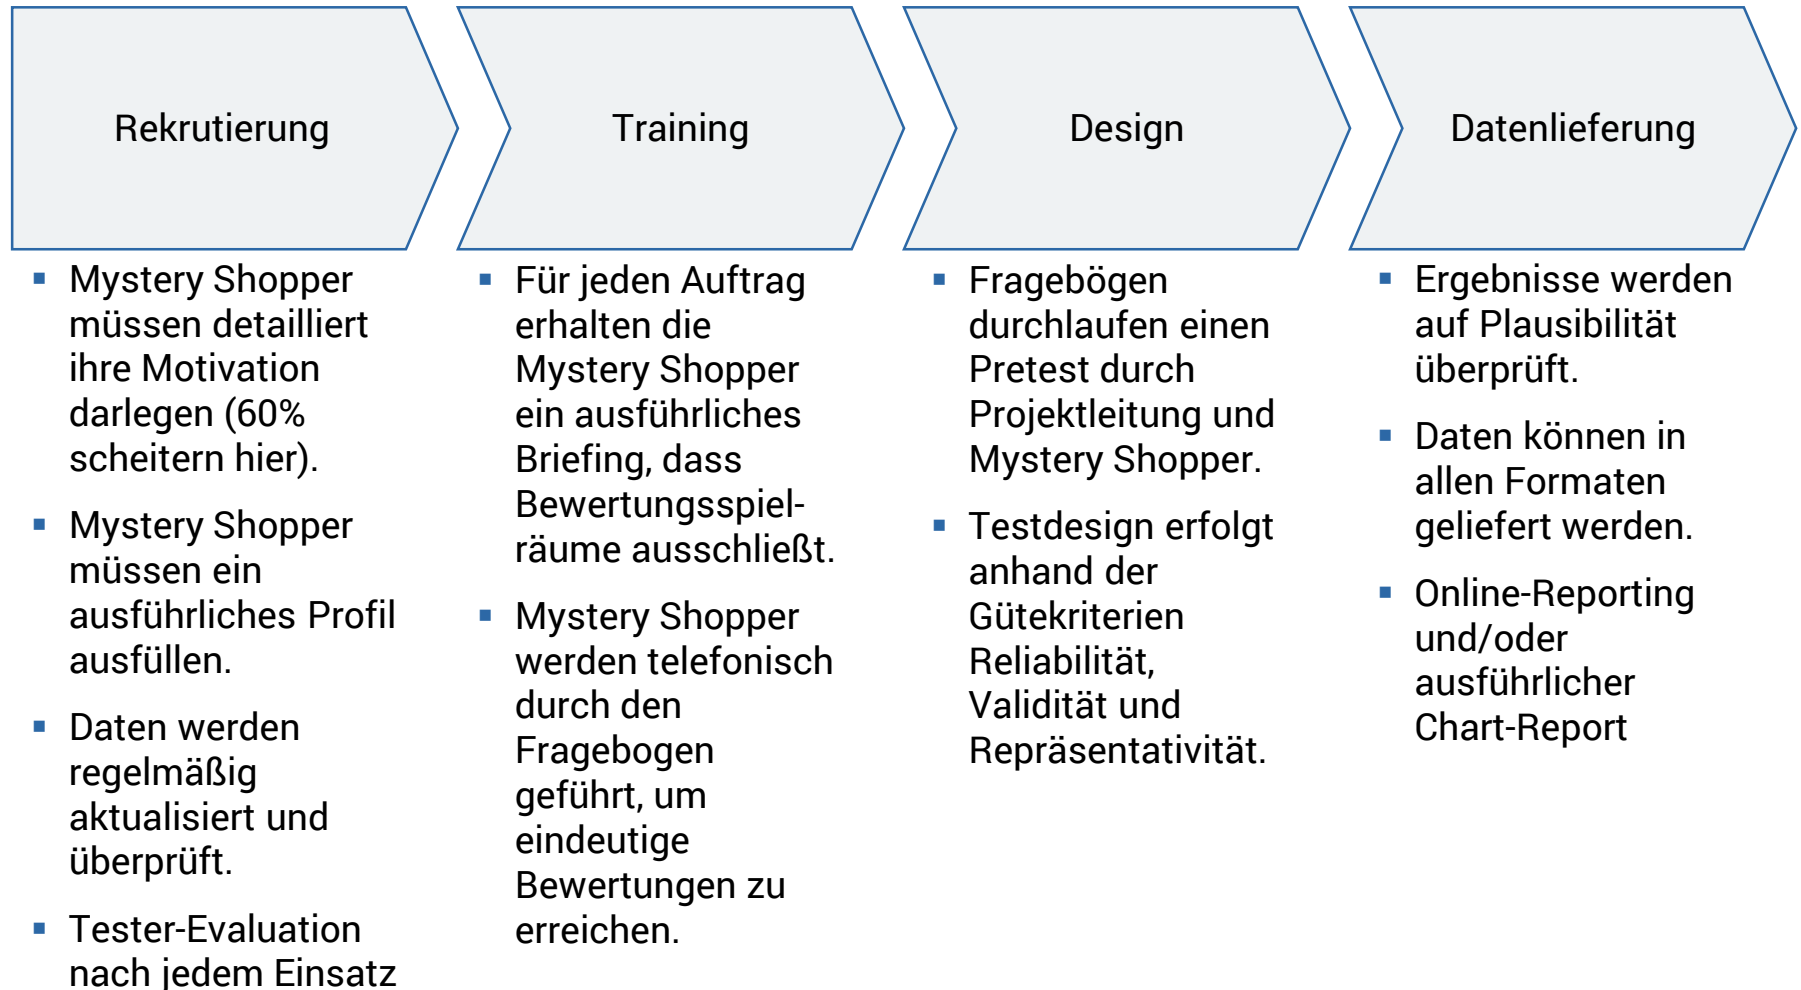 Rekrutierung
Training
Design
Datenlieferung
Mystery Shopper
müssen detailliert
ihre Motivation
darlegen (60%
scheitern hier).
Mystery Shopper
müssen ein
ausführliches Profil
ausfüllen.
Daten werden
regelmäßig
aktualisiert und
überprüft.
Tester-Evaluation
nach jedem Einsatz
Für jeden Auftrag
erhalten die
Mystery Shopper
ein ausführliches
Briefing, dass
Bewertungsspiel-
räume ausschließt.
Mystery Shopper
werden telefonisch
durch den
Fragebogen
geführt, um
eindeutige
Bewertungen zu
erreichen.
Fragebögen
durchlaufen einen
Pretest durch
Projektleitung und
Mystery Shopper.
Testdesign erfolgt
anhand der
Gütekriterien
Reliabilität,
Validität und
Repräsentativität.
Ergebnisse werden
auf Plausibilität
überprüft.
Daten können in
allen Formaten
geliefert werden.
Online-Reporting
und/oder
ausführlicher
Chart-Report